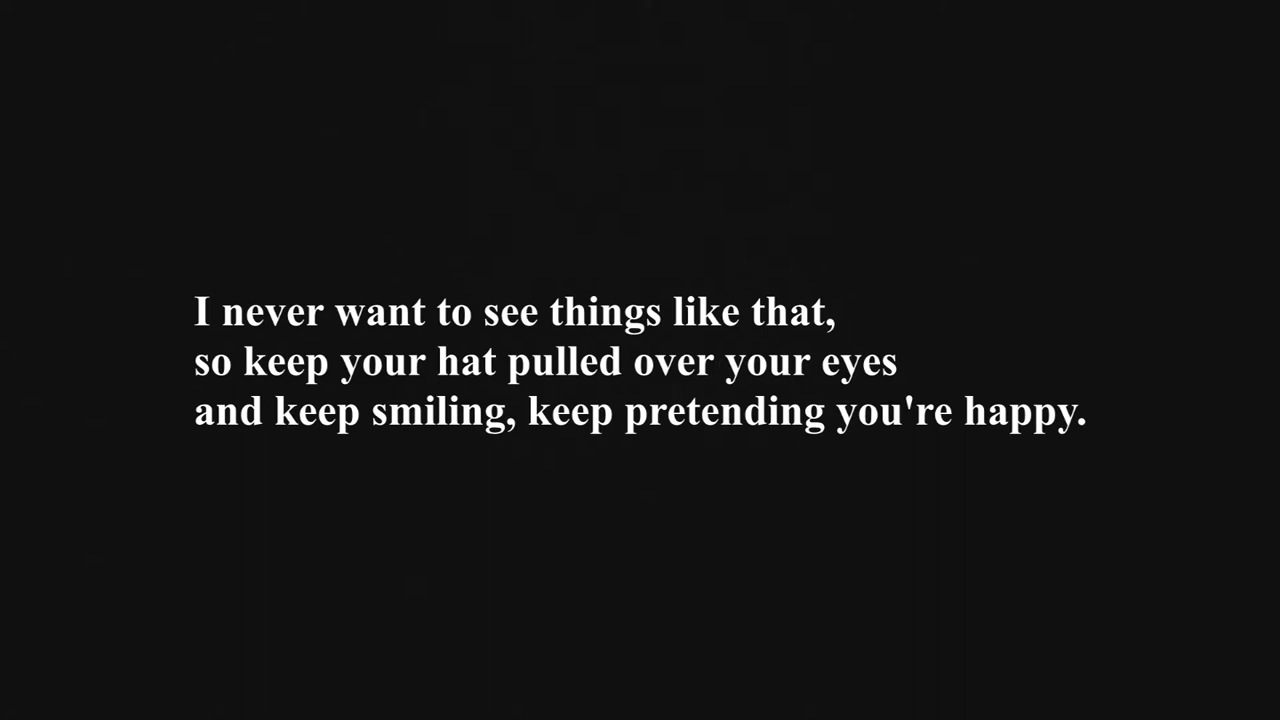 I never want to see things like that,
so keep your hat pulled over your eyes
and keep smiling, keep pretending you're happy.